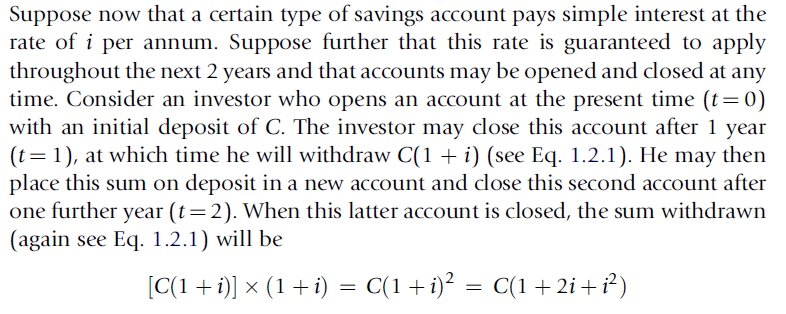 Suppose now that a certain type of savings account pays simple interest at the
rate of i per annum. Suppose further that this rate is guaranteed to apply
throughout the next 2 years and that accounts may be opened and closed at any
time. Consider an investor who opens an account at the present time (t = 0)
with an initial deposit of C. The investor may close this account after 1 year
(t = 1), at which time he will withdraw C(1 + i) (see Eq. 1.2.1). He may then
place this sum on deposit in a new account and close this second account after
one further year (t = 2). When this latter account is closed, the sum withdrawn
(again see Eq. 1.2.1) will be
[C(1 + i)] × (1 + i) = C(1 + i)² = C(1 + 2i + i²)